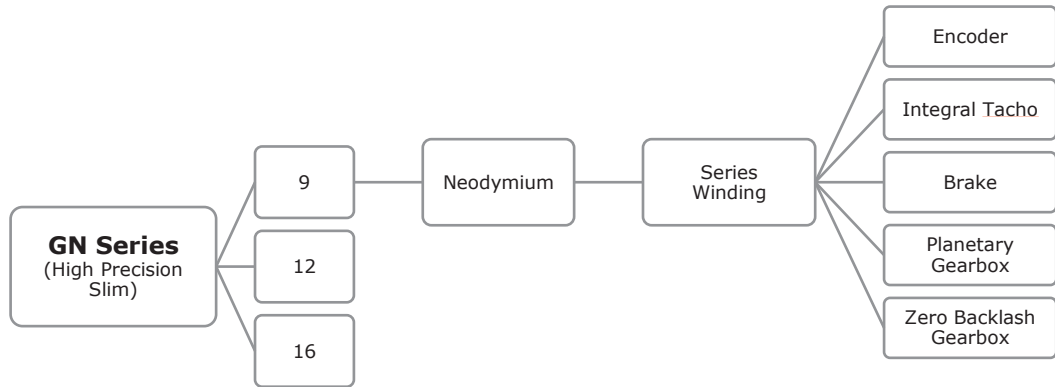 GN Series
(High Precision
Slim)
9
12
16
Neodymium
Series
Winding
Encoder
Integral Tacho
Brake
Planetary
Gearbox
Zero Backlash
Gearbox